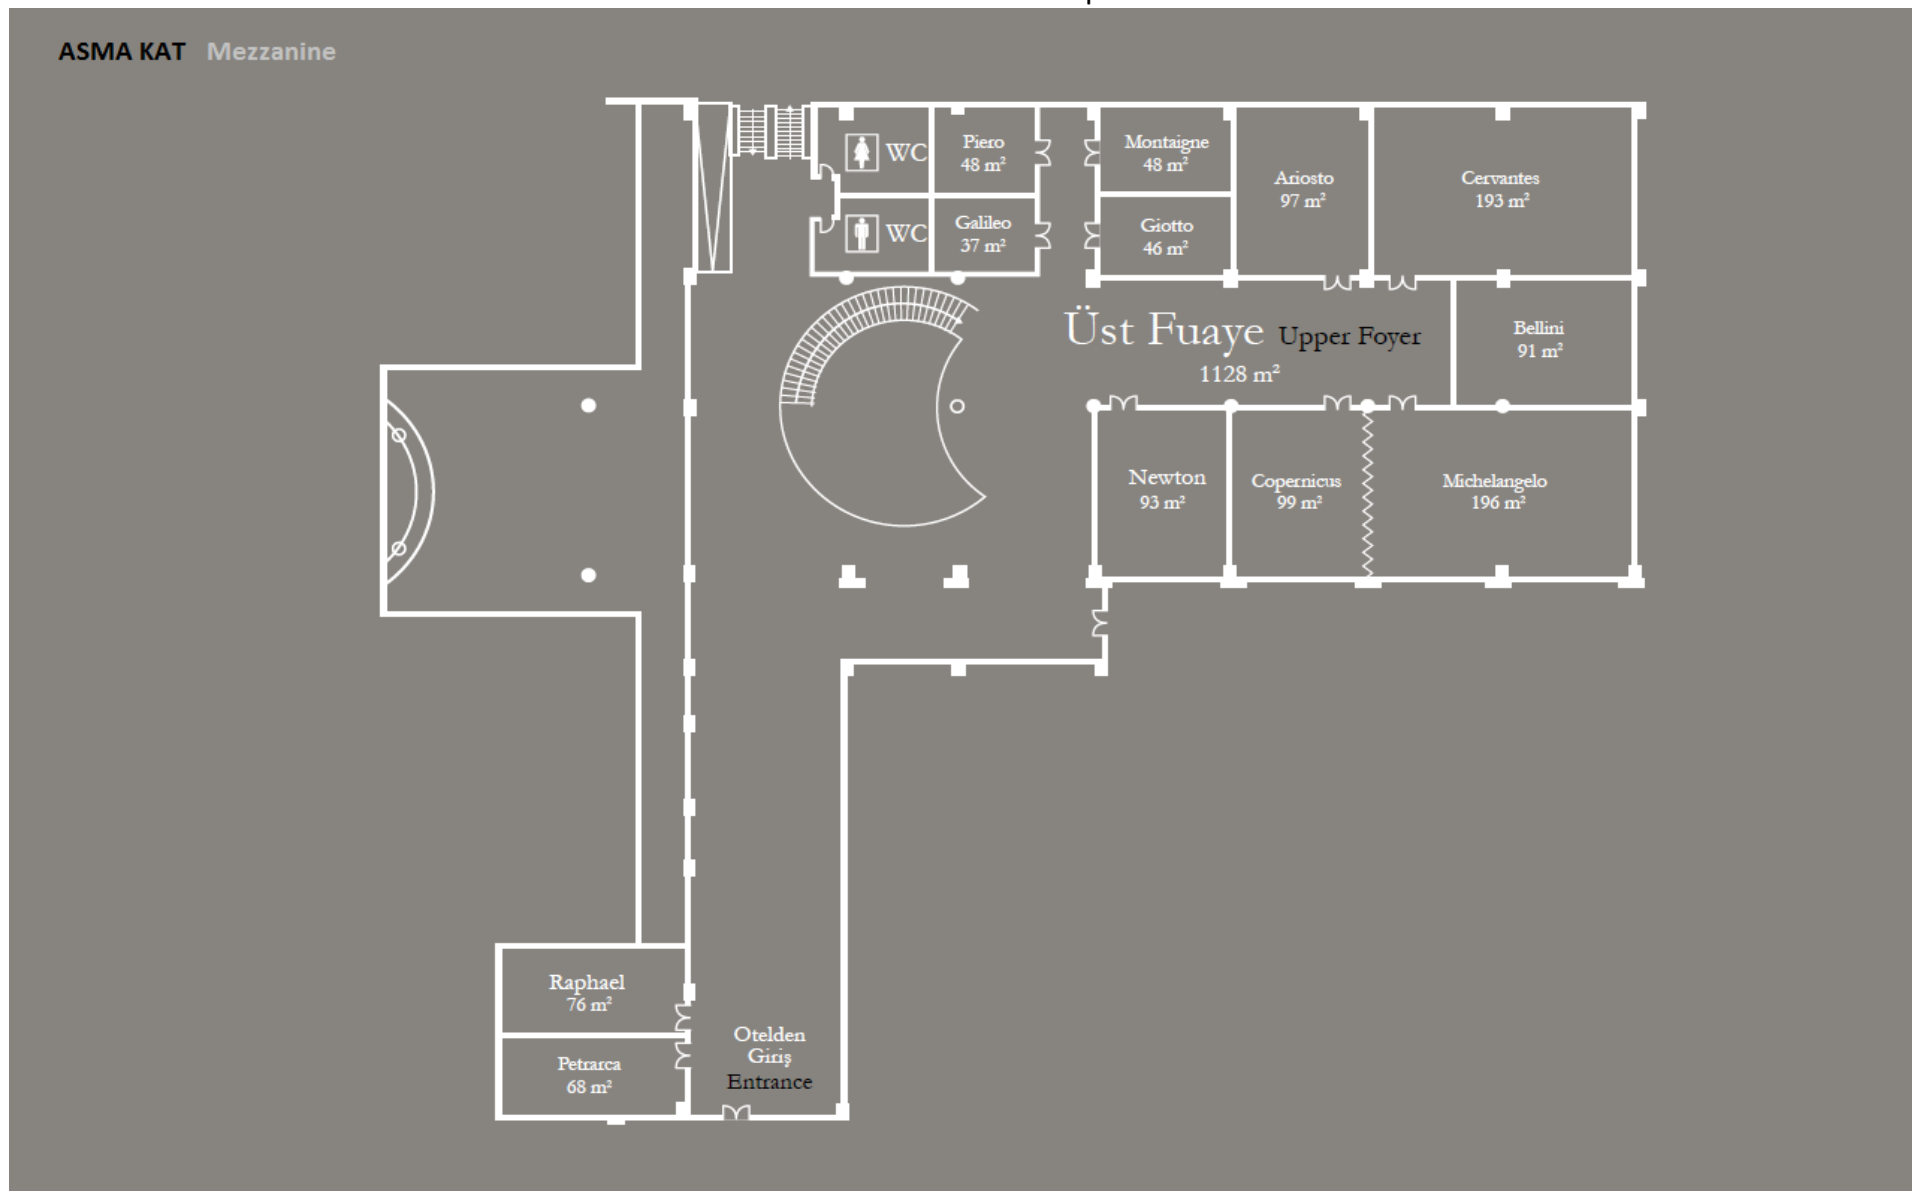 ASMA KAT Mezzanine
WC
Piero
48 m²
Montaigne
48 m²
Ariosto
97 m²
Cervantes
193 m²
WC
Galileo
37 m²
Giotto
46 m²
Üst Fuaye Upper Foyer
1128 m²
Bellini
91 m²
Newton
93 m²
Copernicus
99 m²
Michelangelo
196 m²
Raphael
76 m²
Petrarca
68 m²
Otelden
Giriş
Entrance